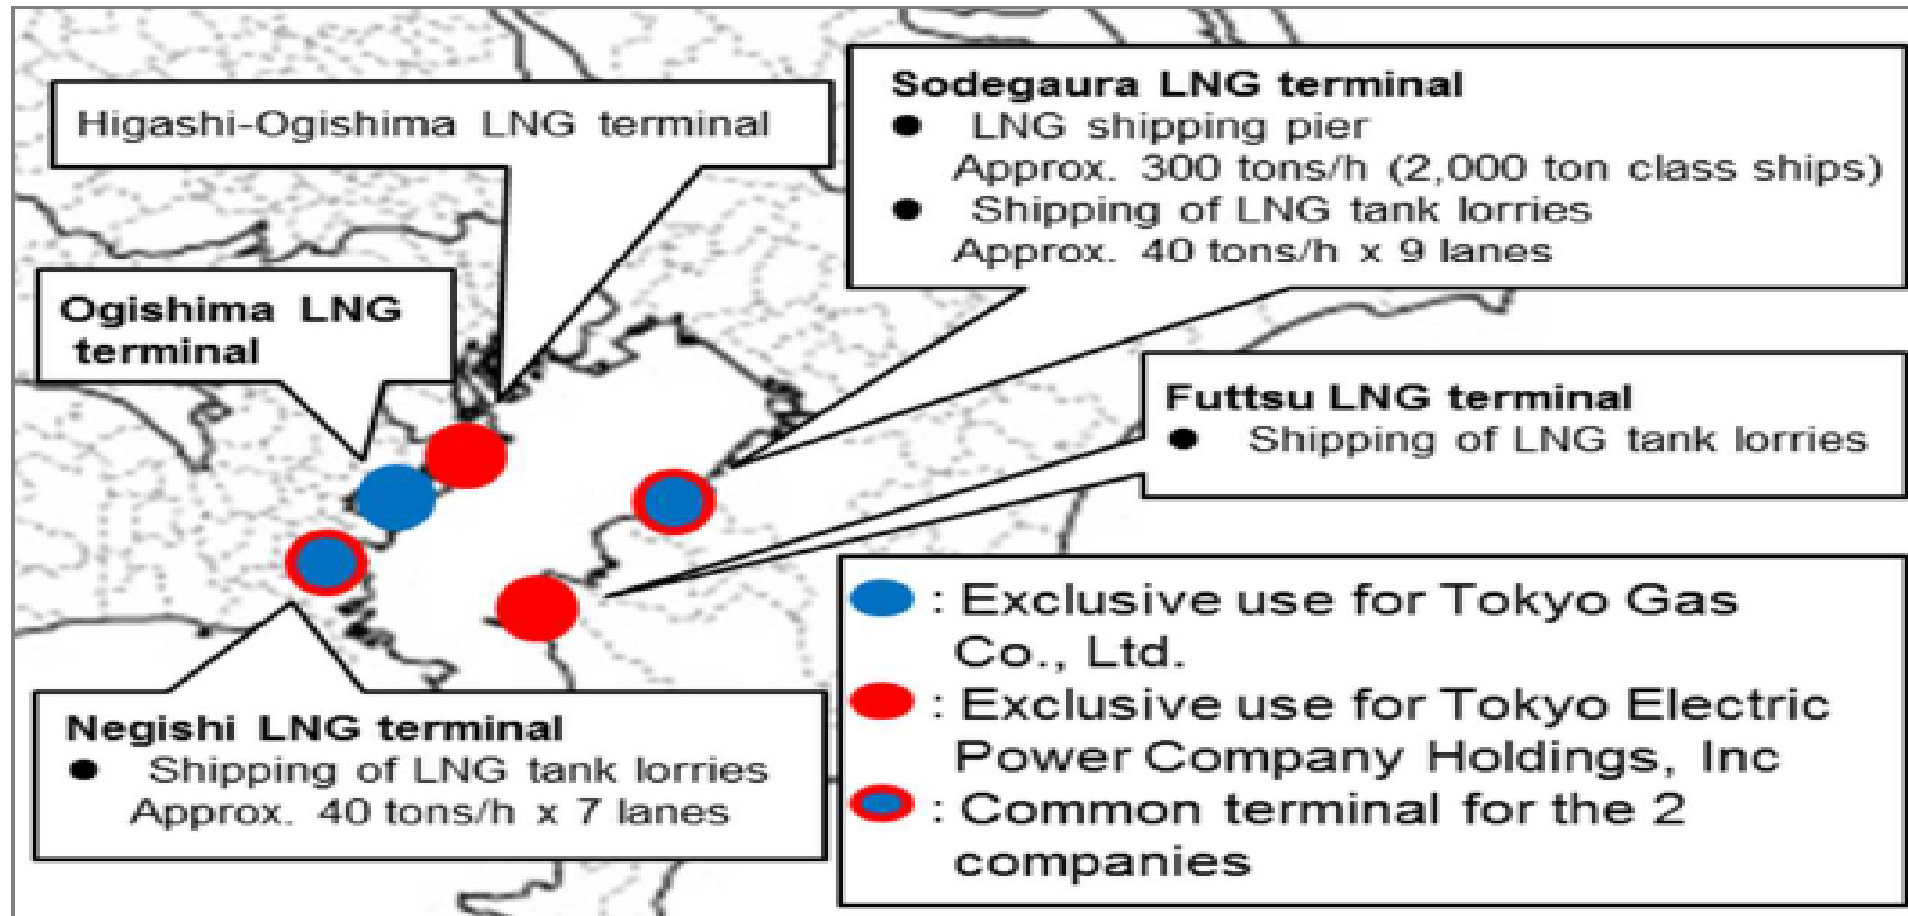 Higashi-Ogishima LNG terminal
Sodegaura LNG terminal
● LNG shipping pier
Approx. 300 tons/h (2,000 ton class ships)
● Shipping of LNG tank lorries
Approx. 40 tons/h x 9 lanes
Ogishima LNG
terminal
Futtsu LNG terminal
● Shipping of LNG tank lorries
Negishi LNG terminal
● Shipping of LNG tank lorries
Approx. 40 tons/h x 7 lanes
: Exclusive use for Tokyo Gas
Co., Ltd.
: Exclusive use for Tokyo Electric
Power Company Holdings, Inc
: Common terminal for the 2
companies